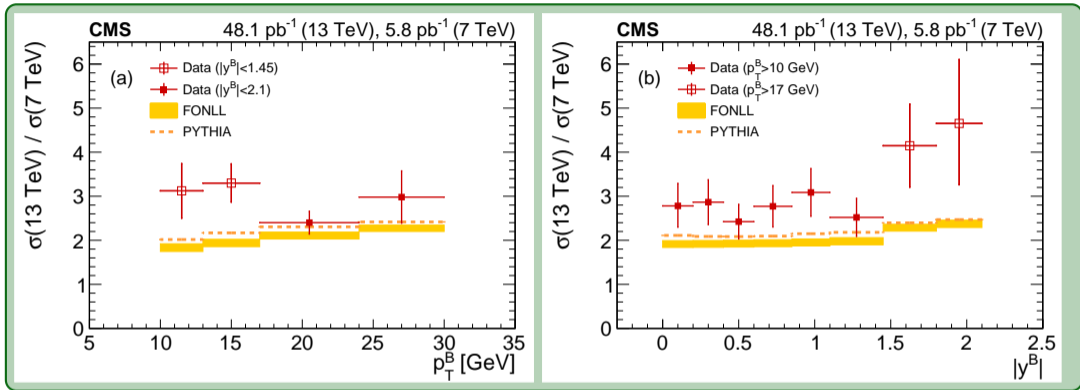 CMS 48.1 pb⁻¹ (13 TeV), 5.8 pb⁻¹ (7 TeV)
σ(13 TeV) / σ(7 TeV)
6
5
4
3
2
1
0
(a)
Data (|y^B|<1.45)
Data (|y^B|<2.1)
FONLL
PYTHIA
5 10 15 20 25 30 35
p_T^B [GeV]
CMS 48.1 pb⁻¹ (13 TeV), 5.8 pb⁻¹ (7 TeV)
σ(13 TeV) / σ(7 TeV)
6
5
4
3
2
1
0
(b)
Data (p_T^B>10 GeV)
Data (p_T^B>17 GeV)
FONLL
PYTHIA
0 0.5 1 1.5 2 2.5
|y^B|